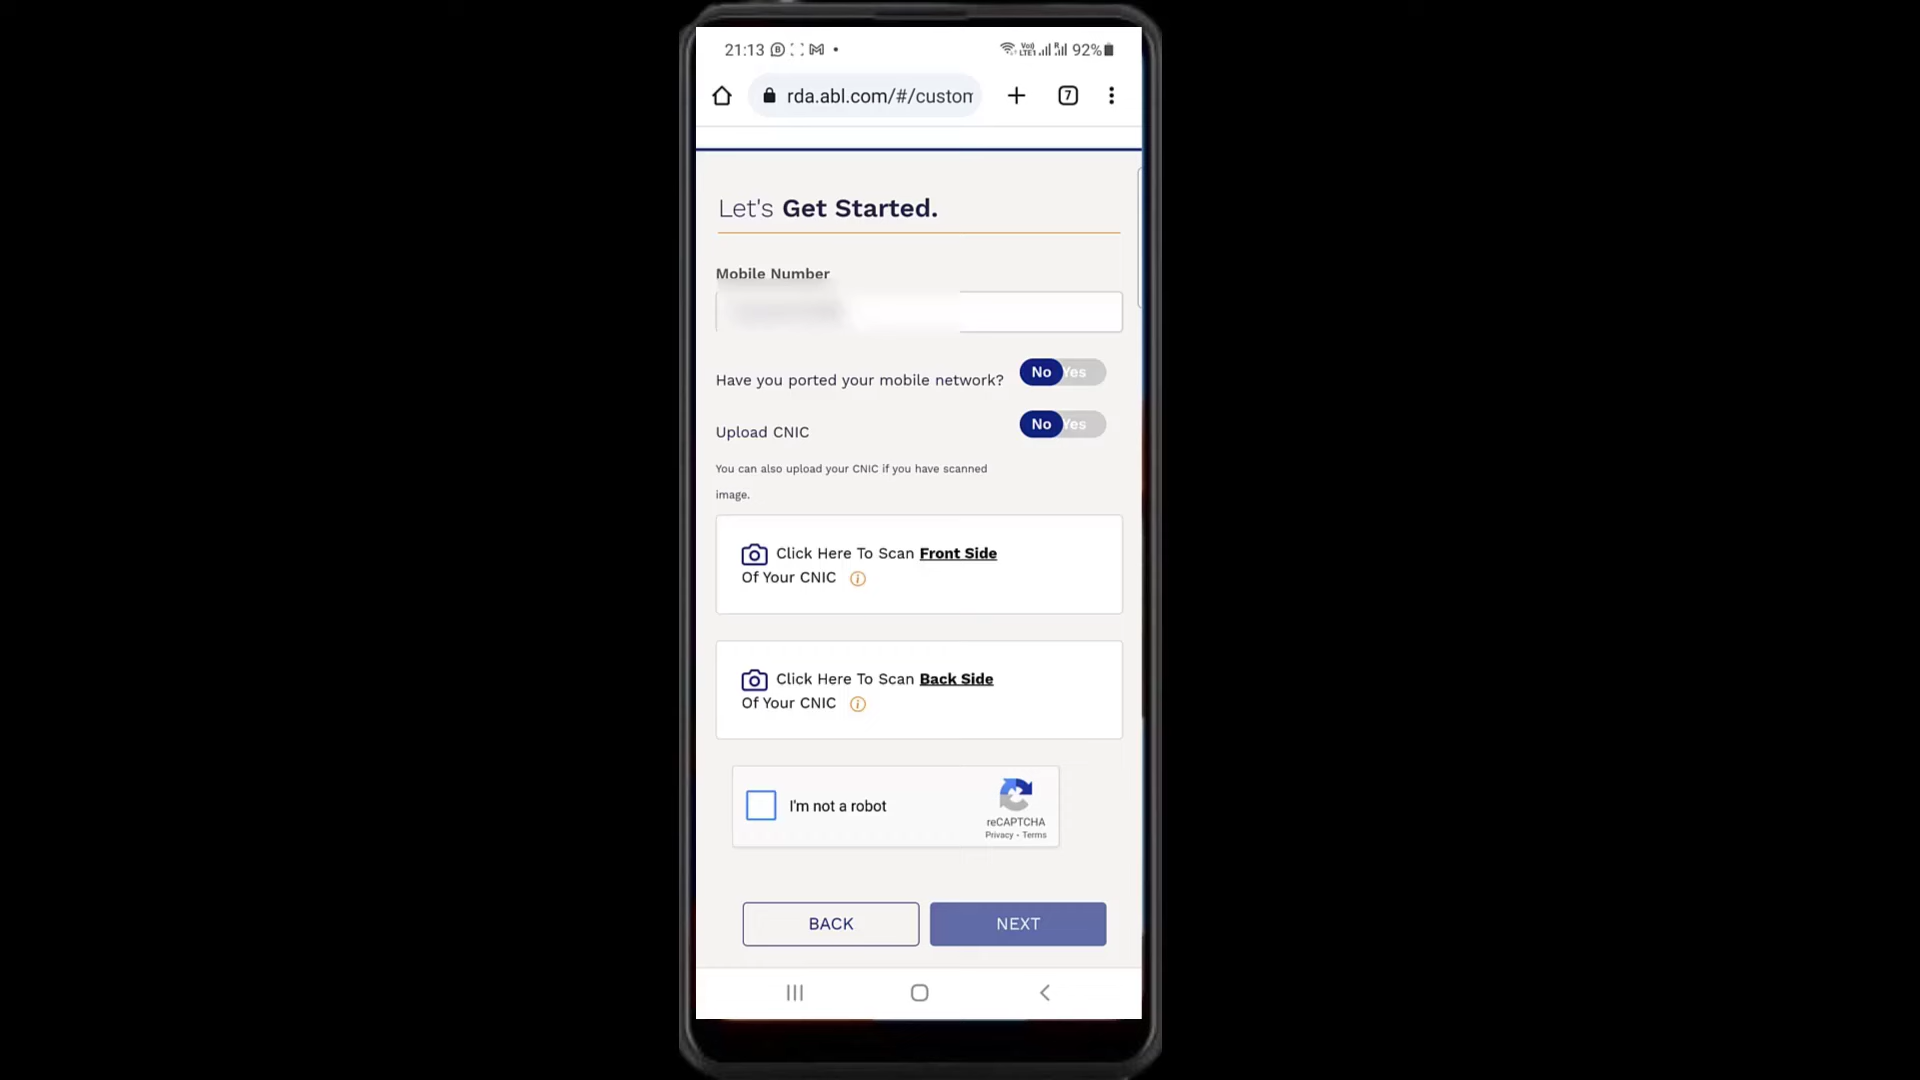 21:13
92%
rda.abl.com/#/custom
7
Let's Get Started.
Mobile Number
Have you ported your mobile network?
No Yes
Upload CNIC
No Yes
You can also upload your CNIC if you have scanned
image.
Click Here To Scan Front Side
Of Your CNIC
Click Here To Scan Back Side
Of Your CNIC
I'm not a robot
reCAPTCHA
Privacy - Terms
BACK
NEXT